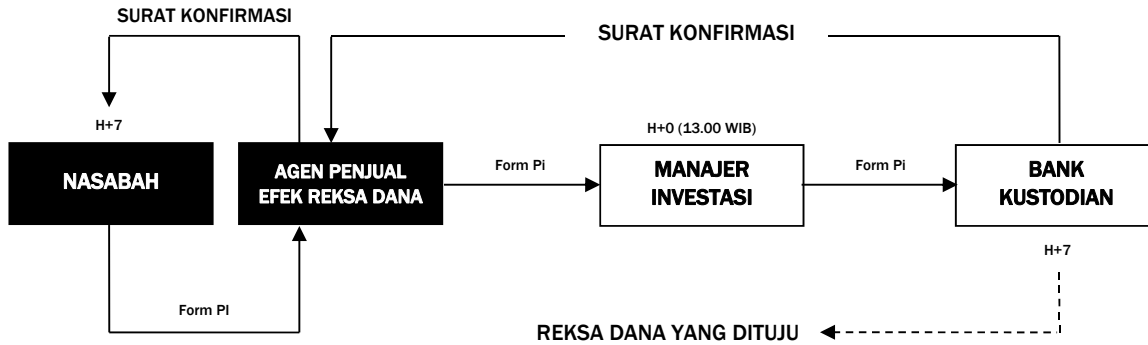 SURAT KONFIRMASI
SURAT KONFIRMASI
H+7
H+0 (13.00 WIB)
NASABAH
AGEN PENJUAL
EFEK REKSA DANA
Form Pi
MANAJER
INVESTASI
Form Pi
BANK
KUSTODIAN
H+7
Form PI
REKSA DANA YANG DITUJU